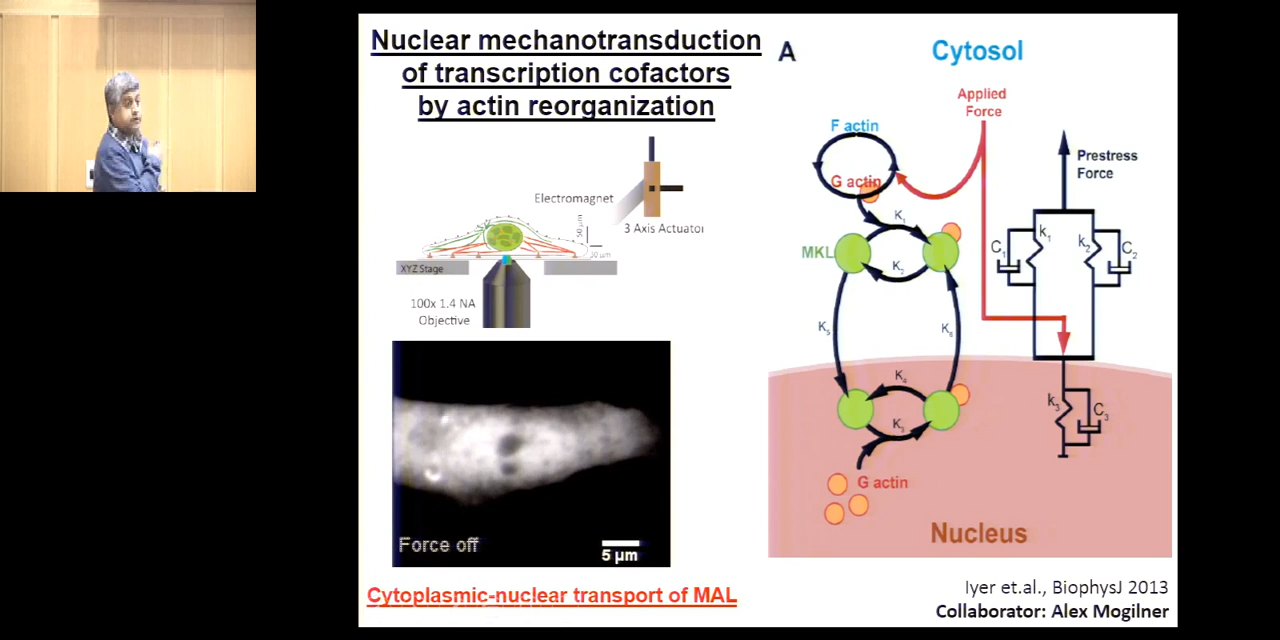 Nuclear mechanotransduction
of transcription cofactors
by actin reorganization
Electromagnet
3 Axis Actuator
50 µm
XYZ Stage
100x 1.4 NA
Objective
Force off
5 µm
Cytoplasmic-nuclear transport of MAL
A
Cytosol
Applied
Force
F actin
G actin
Prestress
Force
MKL
K1
K2
K5
K4
K3
C1
k1
k2
C2
k3
C3
G actin
Nucleus
Iyer et.al., BiophysJ 2013
Collaborator: Alex Mogilner